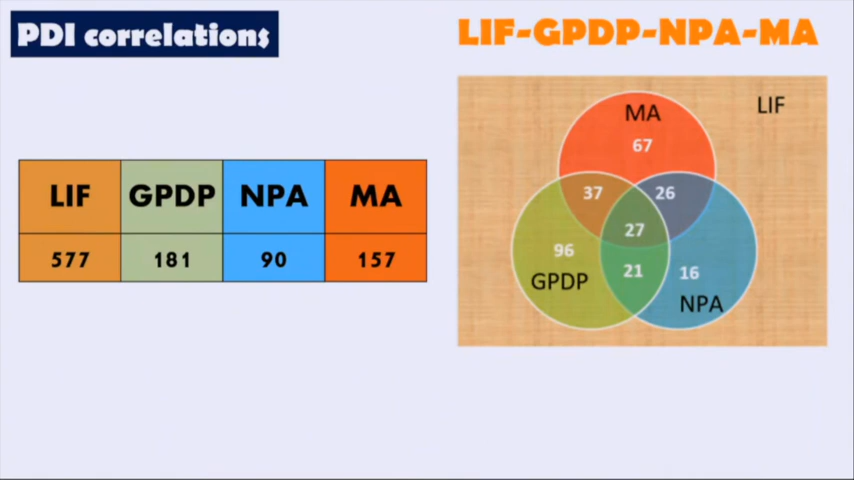 PDI correlations
LIF-GPDP-NPA-MA
LIF GPDP NPA MA
577 181 90 157
MA
LIF
67
37
26
27
96
GPDP
21
16
NPA